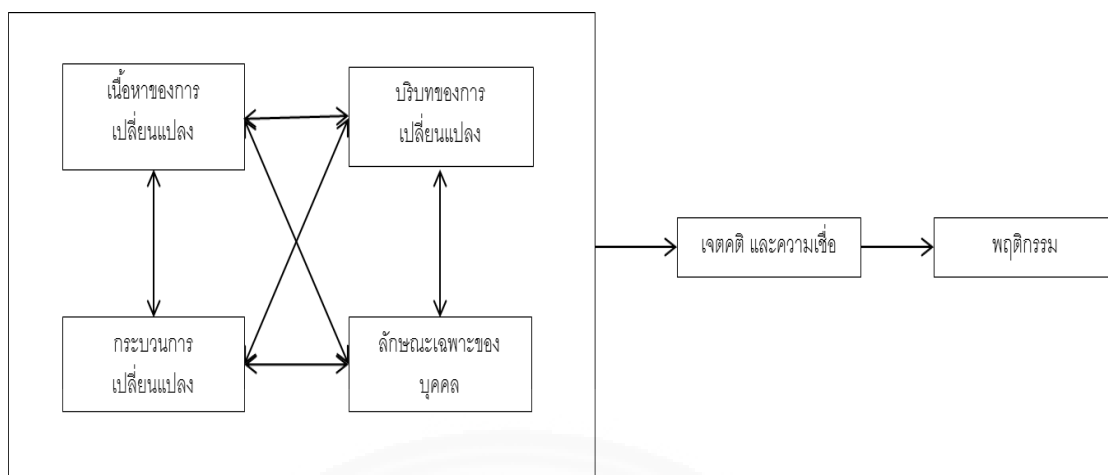 เนื้อหาของการ
เปลี่ยนแปลง
บริบทของการ
เปลี่ยนแปลง
เจตคติ และความเชื่อ
พฤติกรรม
กระบวนการ
เปลี่ยนแปลง
ลักษณะเฉพาะของ
บุคคล